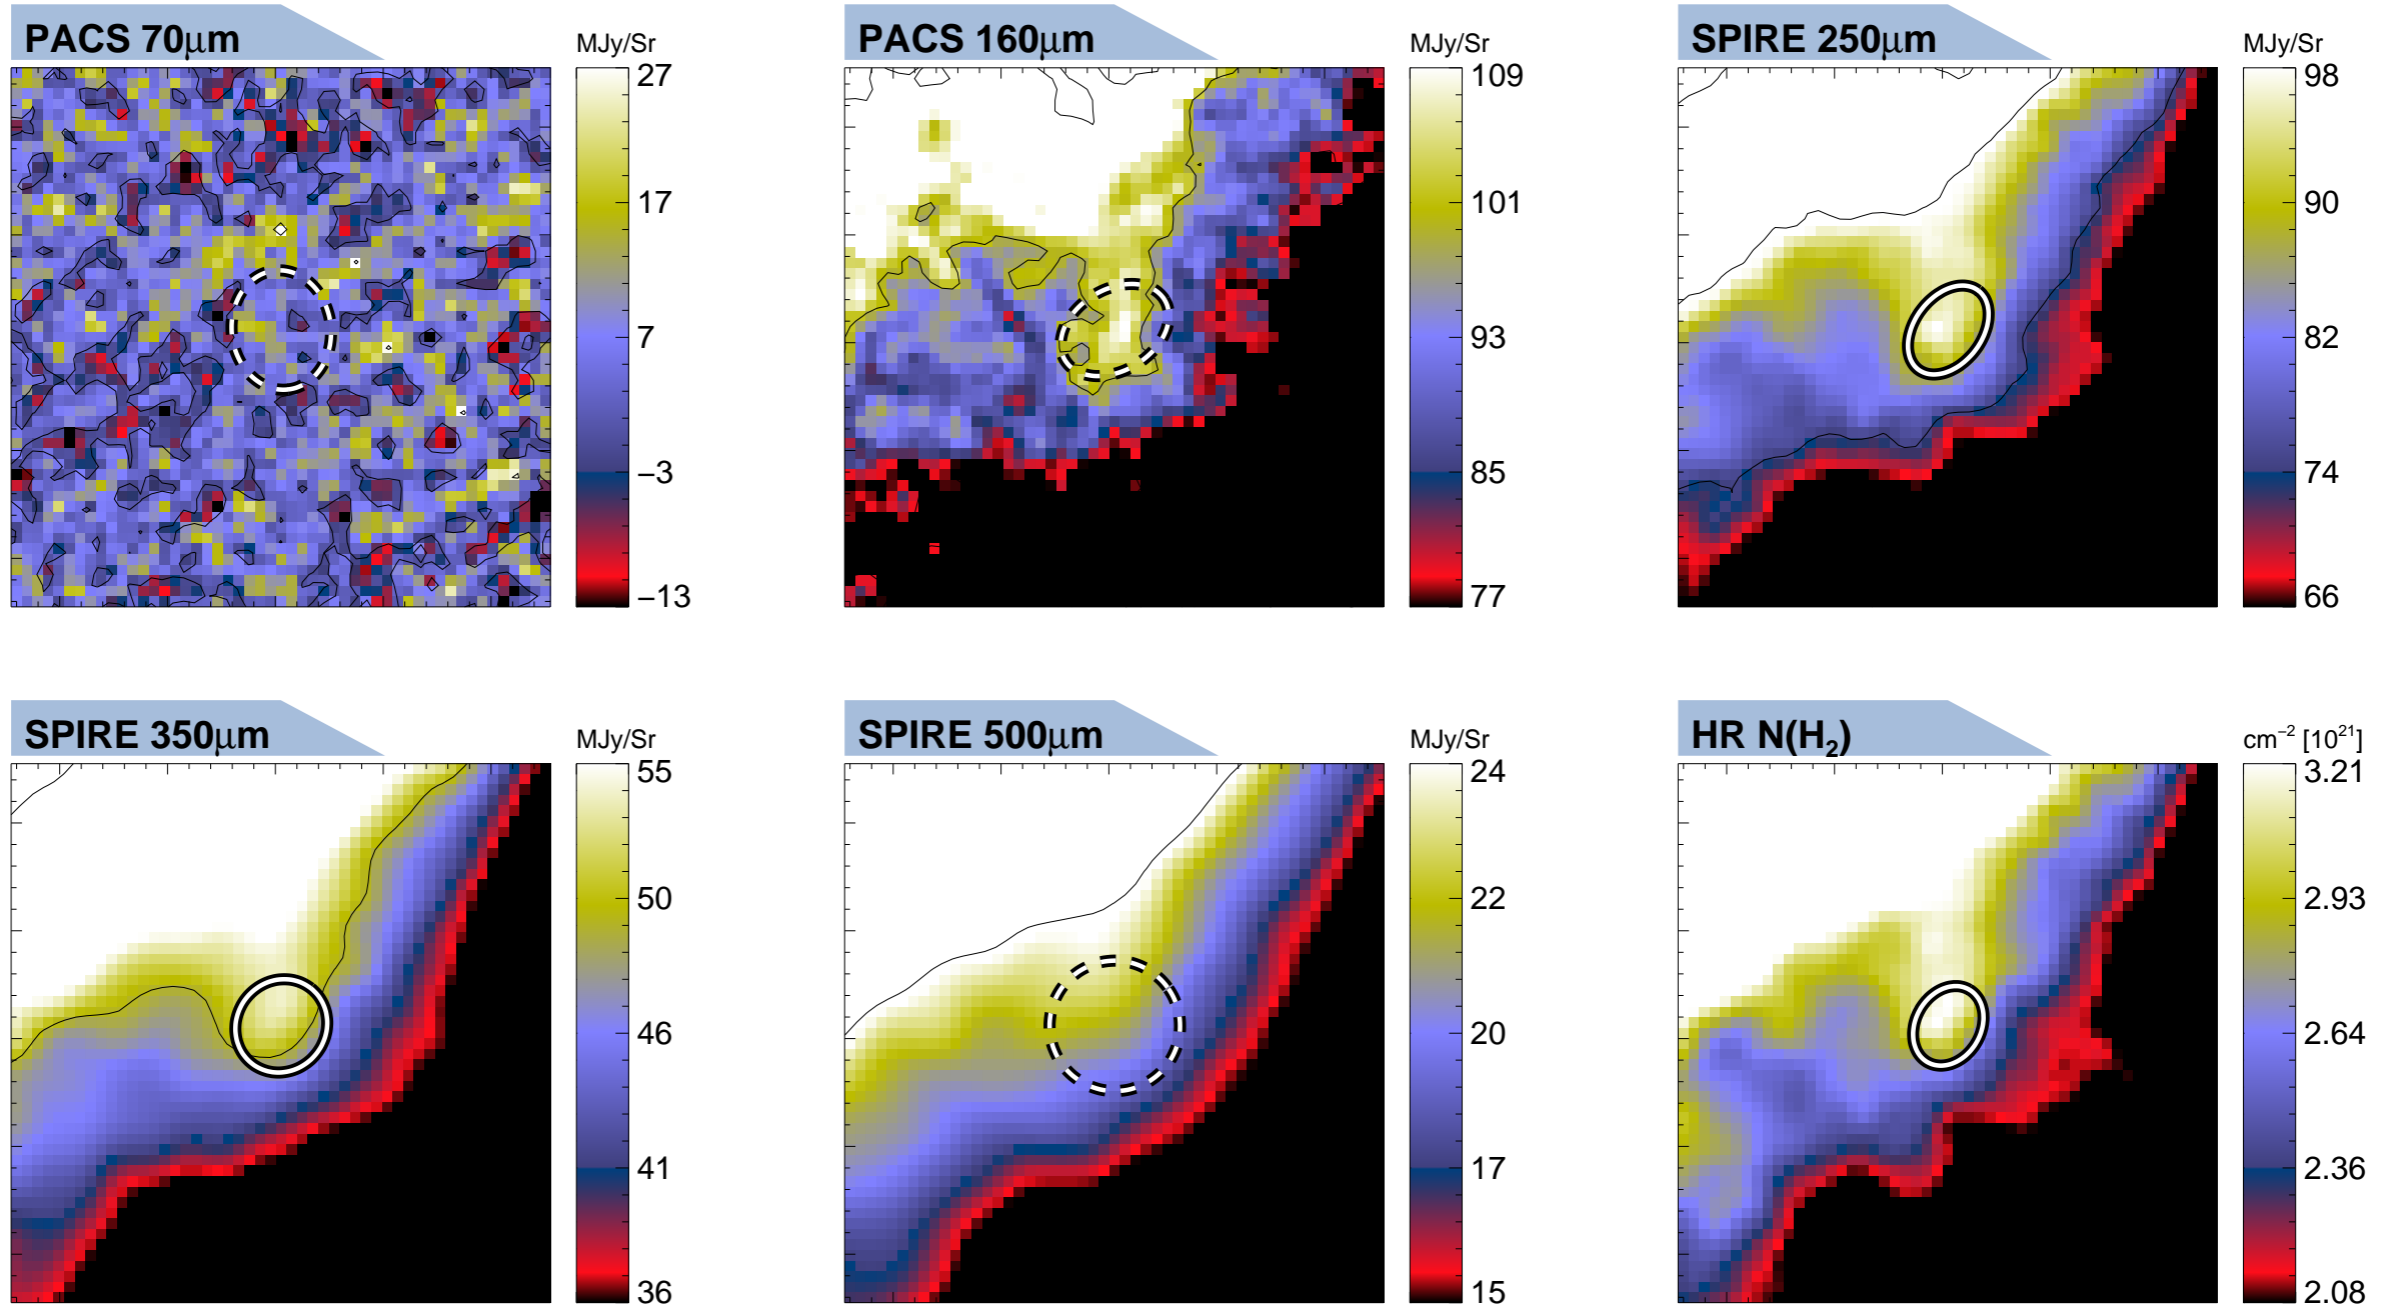 PACS 70μm
MJy/Sr
27
17
7
−3
−13
PACS 160μm
MJy/Sr
109
101
93
85
77
SPIRE 250μm
MJy/Sr
98
90
82
74
66
SPIRE 350μm
MJy/Sr
55
50
46
41
36
SPIRE 500μm
MJy/Sr
24
22
20
17
15
HR N(H₂)
cm⁻² [10²¹]
3.21
2.93
2.64
2.36
2.08